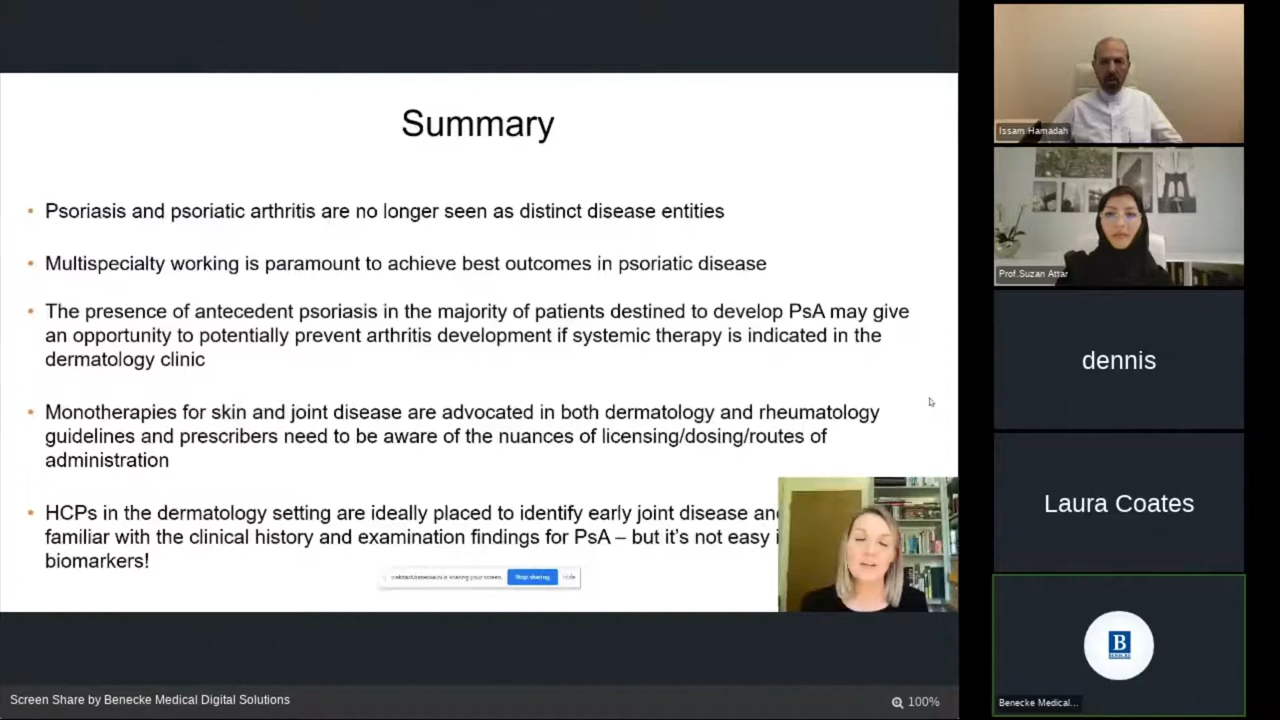 Summary
Psoriasis and psoriatic arthritis are no longer seen as distinct disease entities
Multispecialty working is paramount to achieve best outcomes in psoriatic disease
The presence of antecedent psoriasis in the majority of patients destined to develop PsA may give
an opportunity to potentially prevent arthritis development if systemic therapy is indicated in the
dermatology clinic
Monotherapies for skin and joint disease are advocated in both dermatology and rheumatology
guidelines and prescribers need to be aware of the nuances of licensing/dosing/routes of
administration
HCPs in the dermatology setting are ideally placed to identify early joint disease and
familiar with the clinical history and examination findings for PsA – but it's not easy
biomarkers!
is sharing your screen.
Stop sharing
Hide
Screen Share by Benecke Medical Digital Solutions
100%
Issam Hamadah
Prof.Suzan Attar
dennis
Laura Coates
B
BENECKE
Benecke Medical...